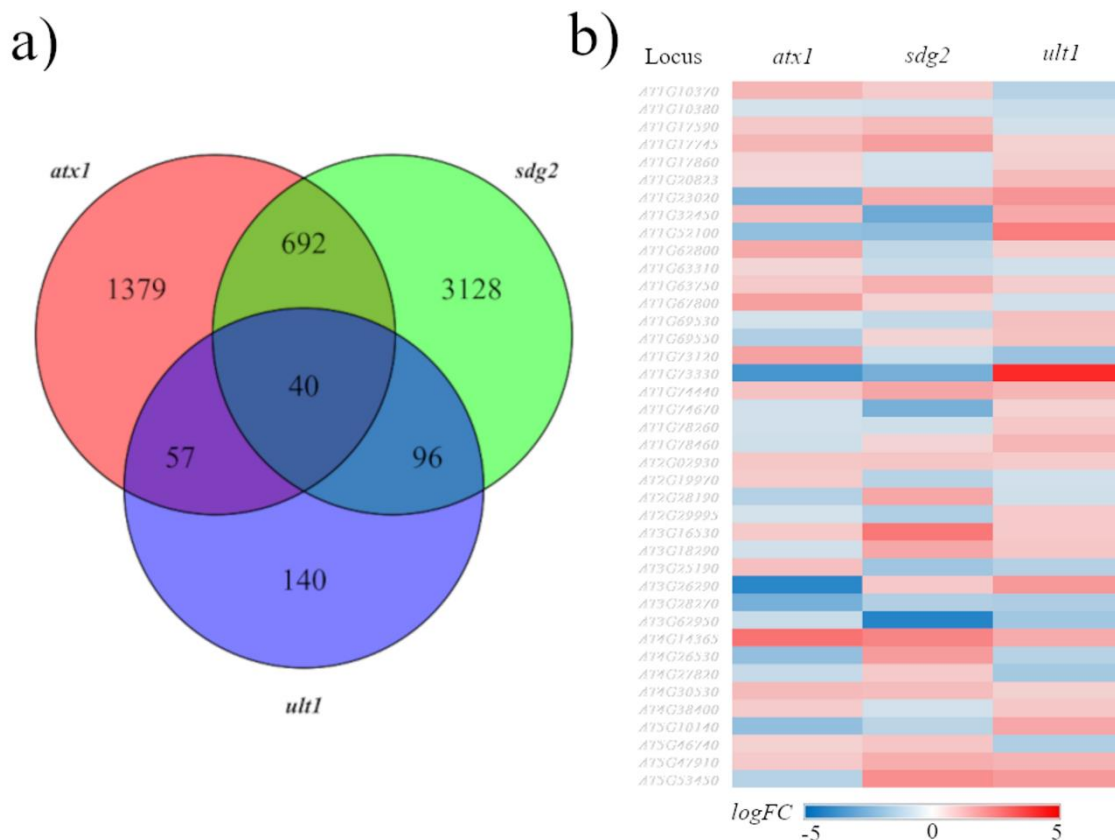 a)
atx1
sdg2
692
1379
3128
40
57
96
140
ult1
b)
Locus atx1 sdg2 ult1
AT1G10370
AT1G10380
AT1G17590
AT1G17745
AT1G17860
AT1G20823
AT1G23020
AT1G32450
AT1G52100
AT1G62800
AT1G63310
AT1G63750
AT1G67800
AT1G69530
AT1G69550
AT1G73120
AT1G73330
AT1G74440
AT1G74670
AT1G78260
AT1G78460
AT2G02930
AT2G19970
AT2G28190
AT2G29995
AT3G16530
AT3G18290
AT3G25190
AT3G26290
AT3G28270
AT3G62950
AT4G14365
AT4G26530
AT4G27820
AT4G30530
AT4G38400
AT5G10140
AT5G46740
AT5G47910
AT5G53450
logFC
-5 0 5